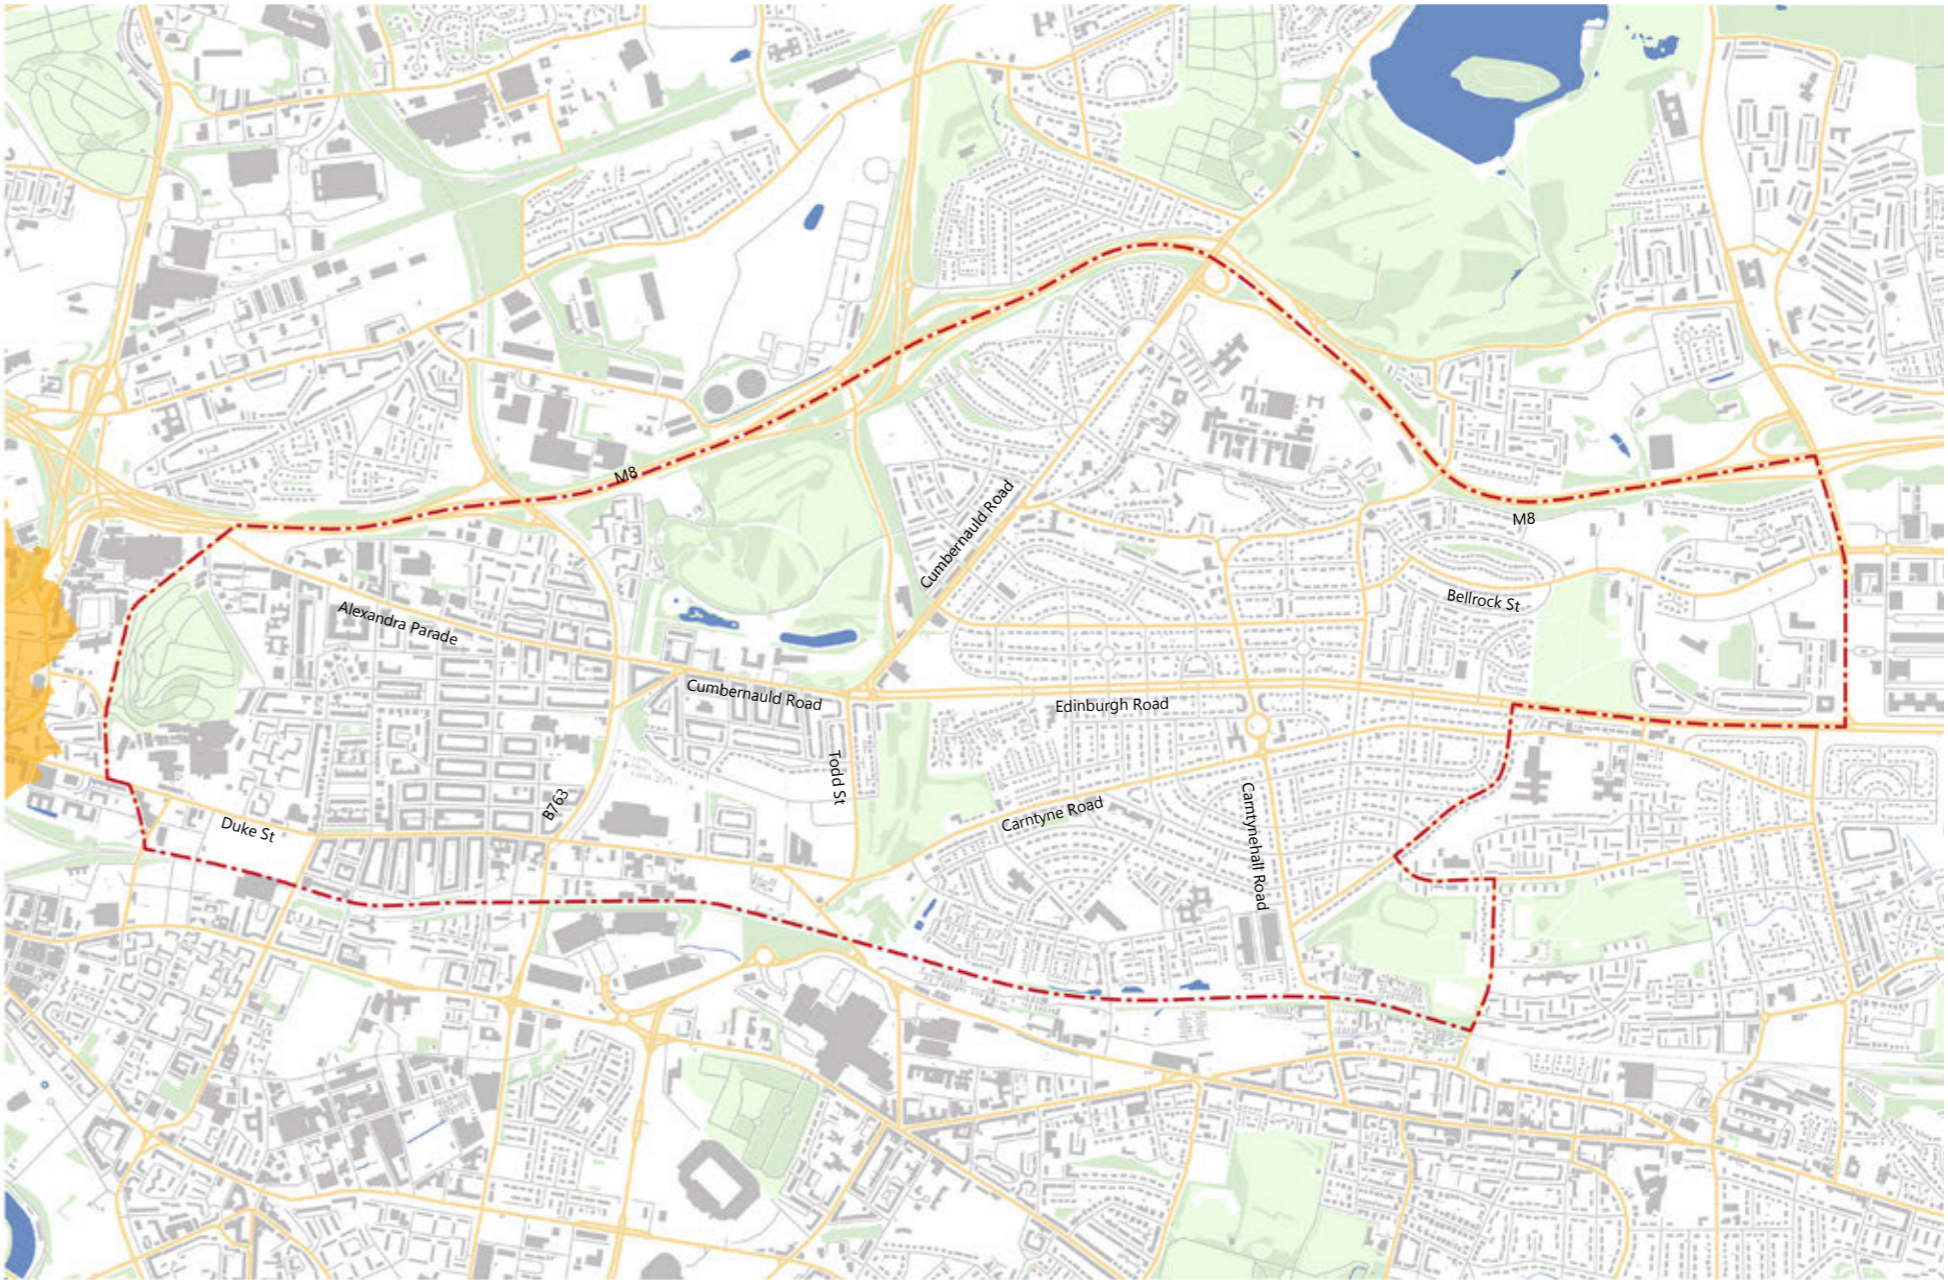 M8
Cumbernauld Road
M8
Bellrock St
Alexandra Parade
Cumbernauld Road
Edinburgh Road
Todd St
B763
Duke St
Carntyne Road
Carntynehall Road